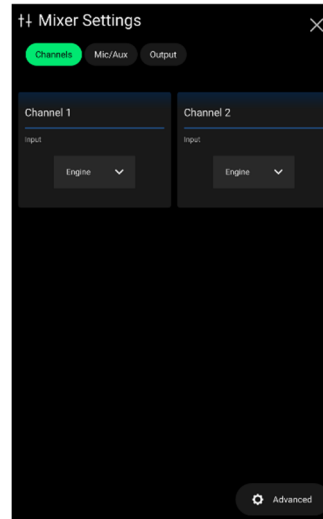 Mixer Settings
Channels Mic/Aux Output
Channel 1 Channel 2
Input Input
Engine Engine
Advanced